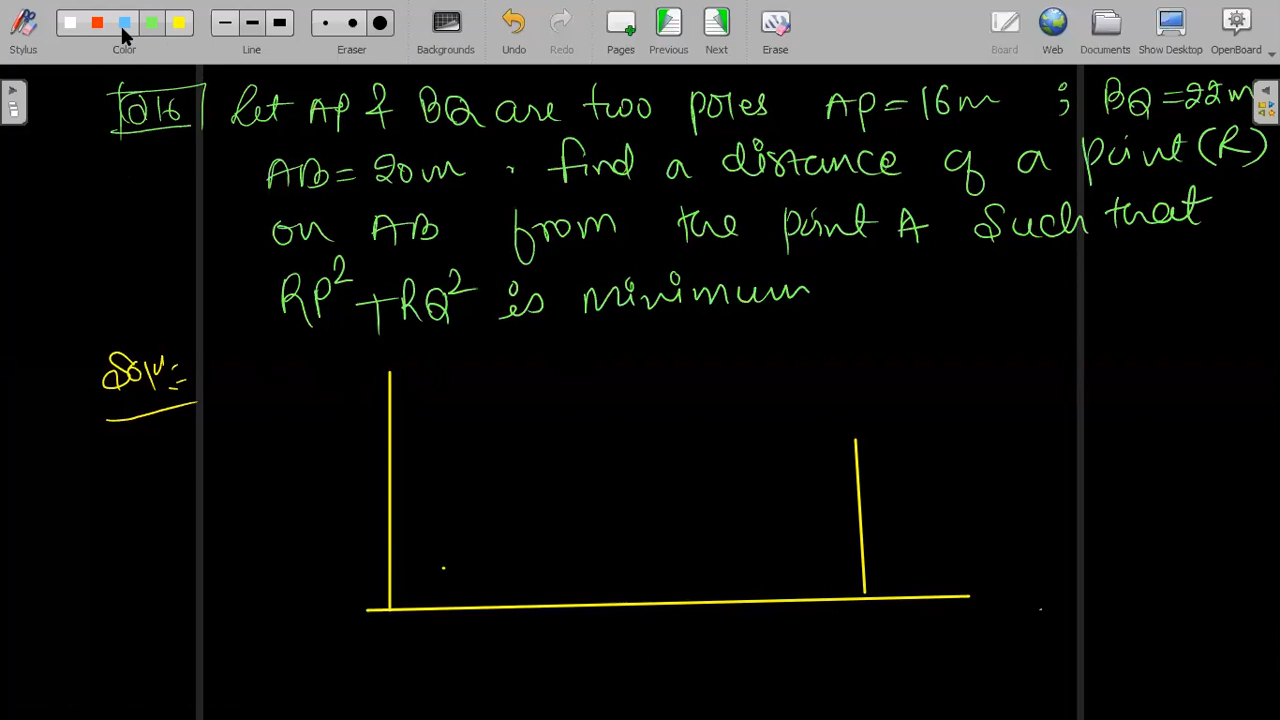 Stylus Color Line Eraser Backgrounds Undo Redo Pages Previous Next Erase Board Web Documents Show Desktop OpenBoard
Q16 Let AP & BQ are two poles AP = 16m ; BQ = 22m
AB = 20m . find a distance of a point (R)
on AB from the point A Such that
RP² + RQ² is minimum
Solⁿ: